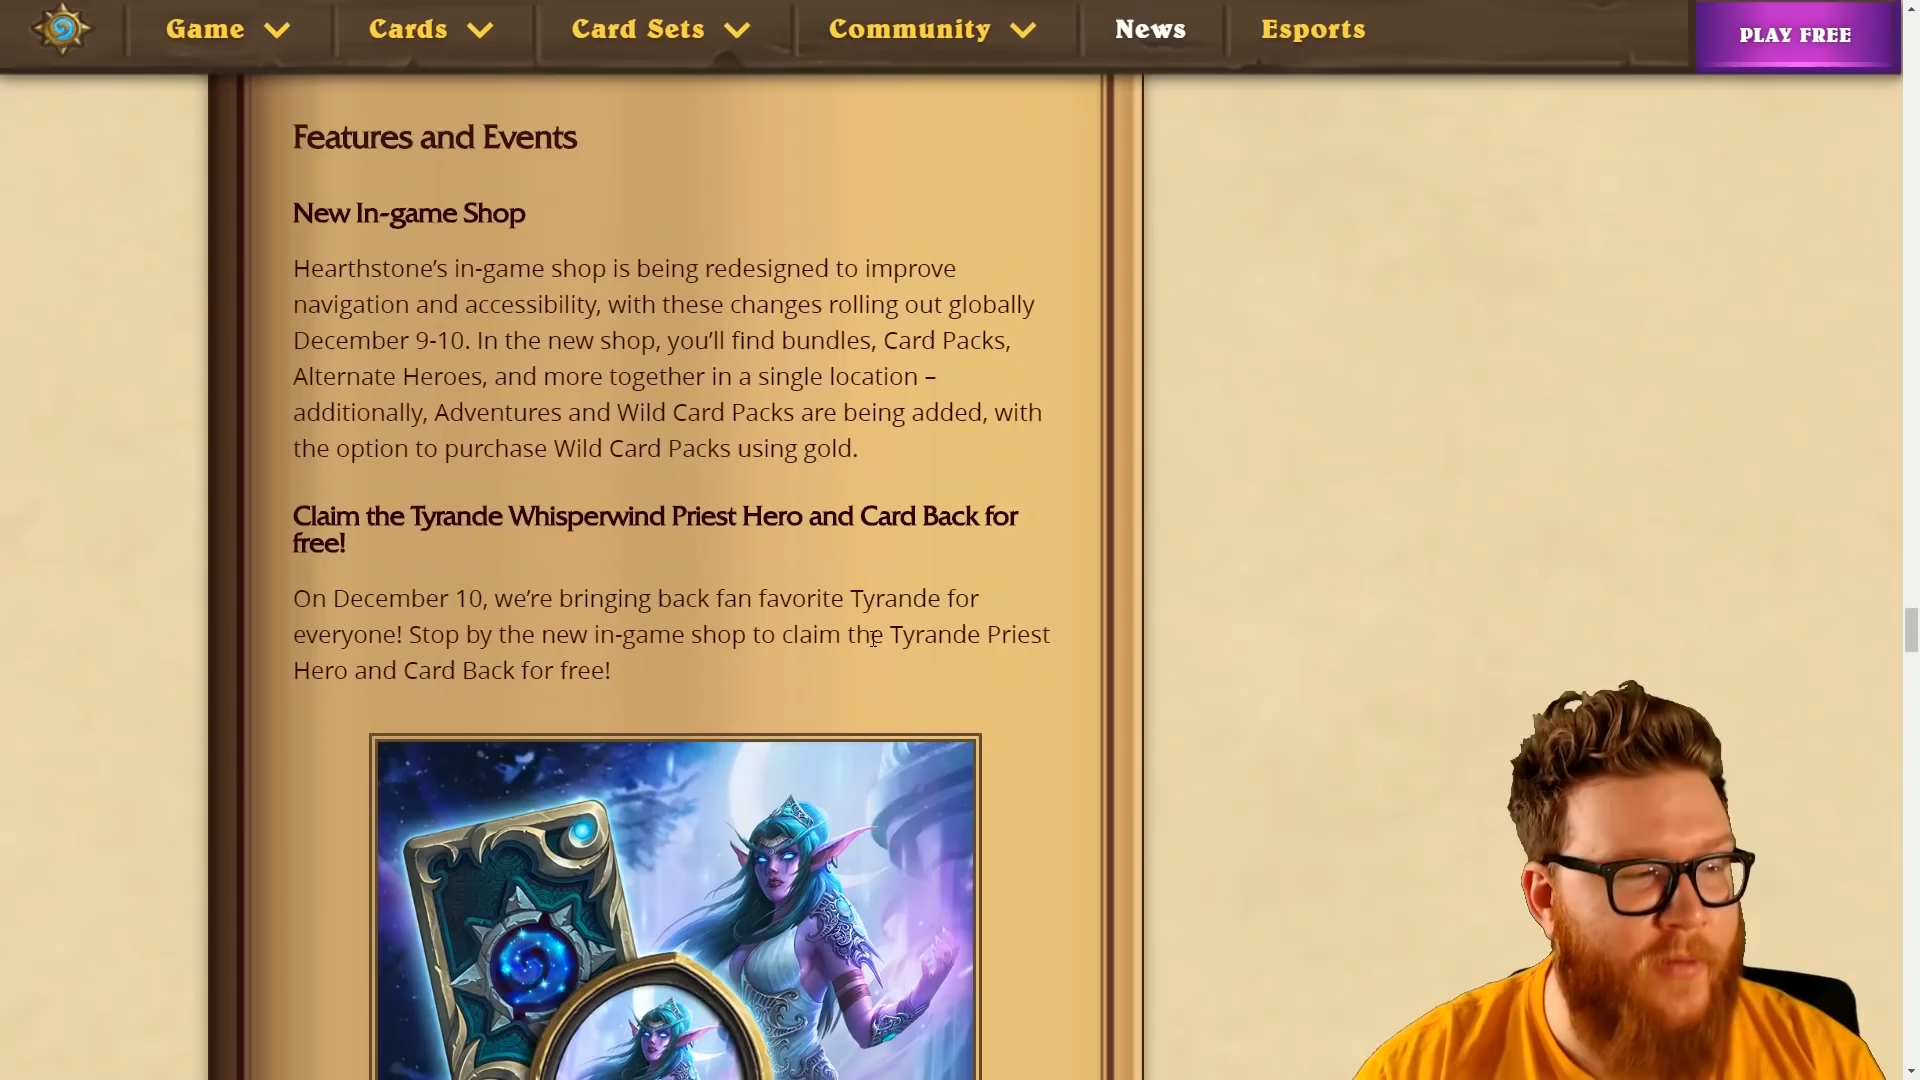 Game
Cards
Card Sets
Community
News
Esports
PLAY FREE
Features and Events
New In-game Shop
Hearthstone’s in-game shop is being redesigned to improve
navigation and accessibility, with these changes rolling out globally
December 9-10. In the new shop, you’ll find bundles, Card Packs,
Alternate Heroes, and more together in a single location –
additionally, Adventures and Wild Card Packs are being added, with
the option to purchase Wild Card Packs using gold.
Claim the Tyrande Whisperwind Priest Hero and Card Back for
free!
On December 10, we’re bringing back fan favorite Tyrande for
everyone! Stop by the new in-game shop to claim the Tyrande Priest
Hero and Card Back for free!